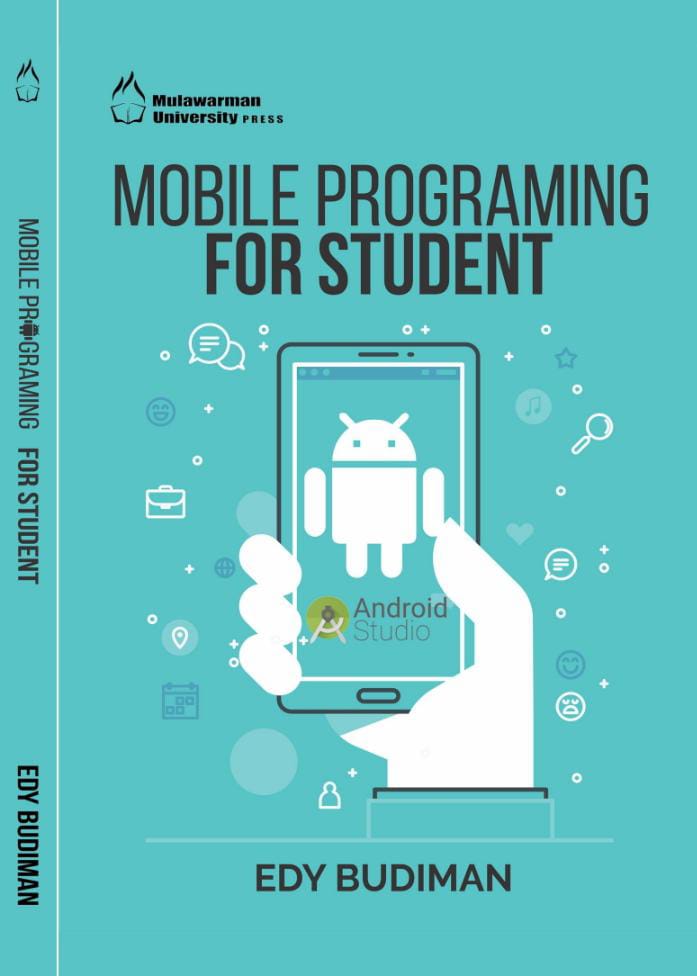 Mulawarman
University PRESS
MOBILE PROGRAMING
FOR STUDENT
Android
Studio
EDY BUDIMAN
MOBILE PROGRAMING FOR STUDENT
EDY BUDIMAN